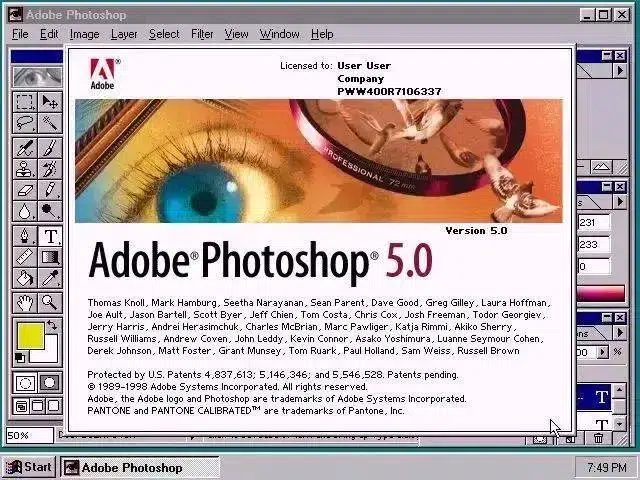 Adobe Photoshop
File Edit Image Layer Select Filter View Window Help
Adobe
Licensed to: User User
Company
PWW400R7106337
PROFESSIONAL 72mm
Version 5.0
Adobe® Photoshop® 5.0
Thomas Knoll, Mark Hamburg, Seetha Narayanan, Sean Parent, Dave Good, Greg Gilley, Laura Hoffman,
Joe Ault, Jason Bartell, Scott Byer, Jeff Chien, Tom Costa, Chris Cox, Josh Freeman, Todor Georgiev,
Jerry Harris, Andrei Herasimchuk, Charles McBrian, Marc Pawliger, Katja Rimmi, Akiko Sherry,
Russell Williams, Andrew Coven, John Leddy, Kevin Connor, Asako Yoshimura, Luanne Seymour Cohen,
Derek Johnson, Matt Foster, Grant Munsey, Tom Ruark, Paul Holland, Sam Weiss, Russell Brown
Protected by U.S. Patents 4,837,613; 5,146,346; and 5,546,528. Patents pending.
© 1989-1998 Adobe Systems Incorporated. All rights reserved.
Adobe, the Adobe logo and Photoshop are trademarks of Adobe Systems Incorporated.
PANTONE and PANTONE CALIBRATED™ are trademarks of Pantone, Inc.
231
233
0
%
T
T
50%
Start Adobe Photoshop 7:49 PM